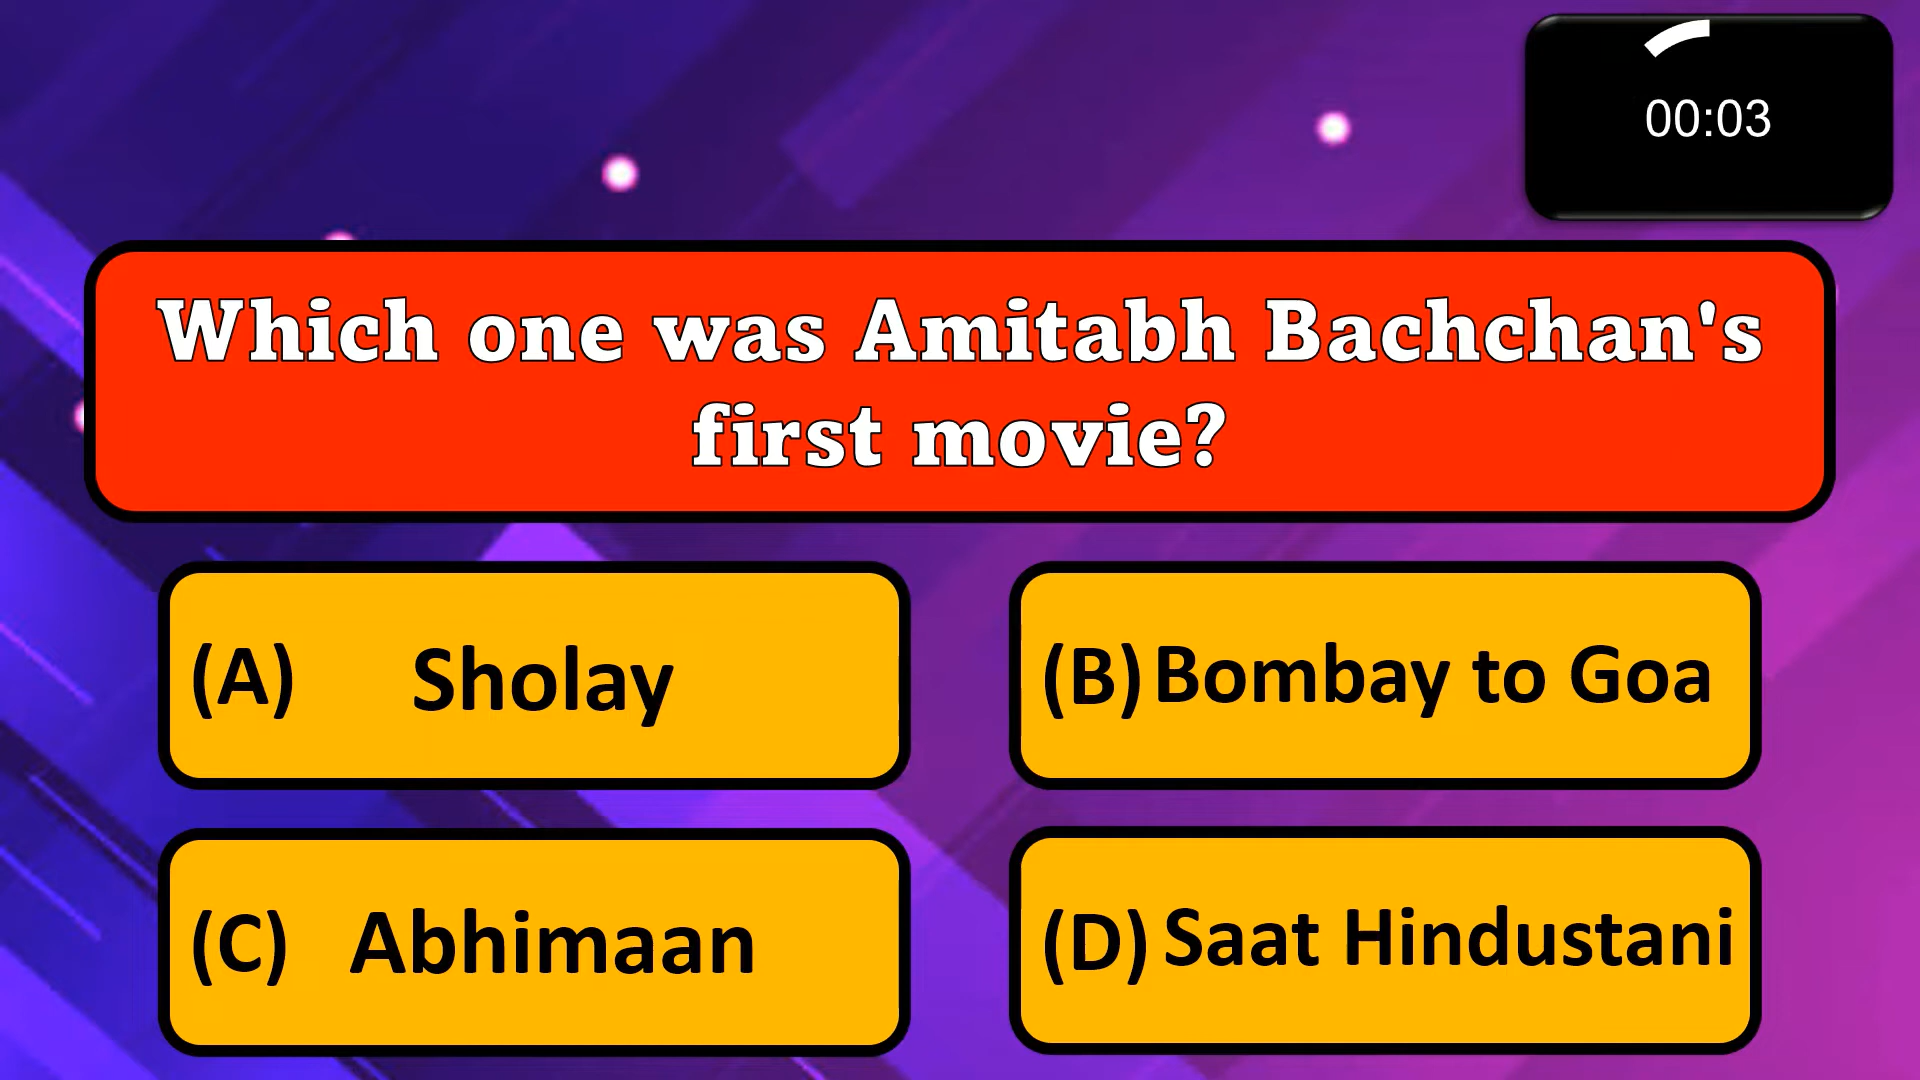 00:03
Which one was Amitabh Bachchan's
first movie?
(A) Sholay
(B) Bombay to Goa
(C) Abhimaan
(D) Saat Hindustani